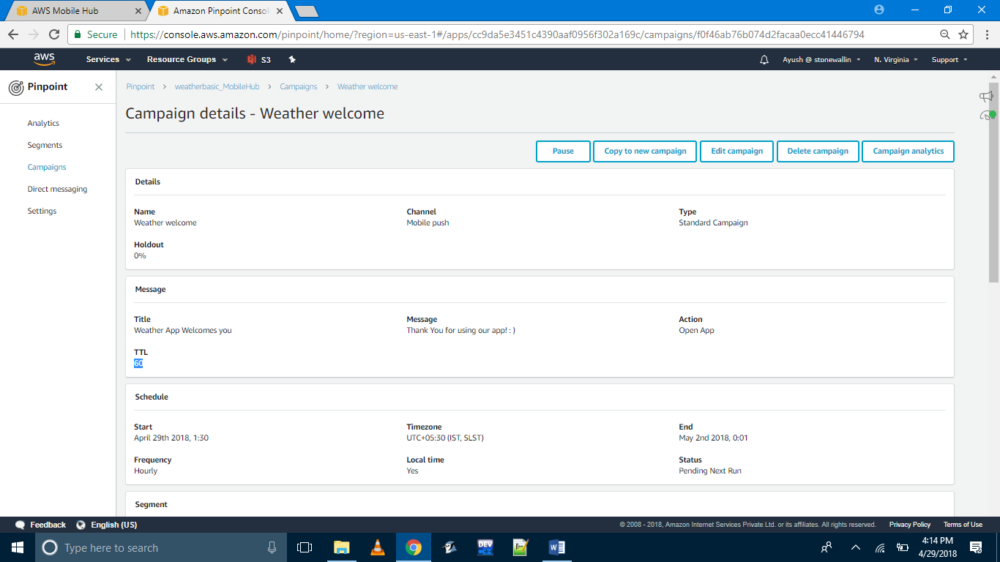 AWS Mobile Hub
Amazon Pinpoint Consol
Secure https://console.aws.amazon.com/pinpoint/home/?region=us-east-1#/apps/cc9da5e3451c4390aaf0956f302a169c/campaigns/f0f46ab76b074d2facaa0ecc41446794
aws Services Resource Groups S3 Ayush @ stonewallin N. Virginia Support
Pinpoint
Analytics
Segments
Campaigns
Direct messaging
Settings
Pinpoint > weatherbasic_MobileHub > Campaigns > Weather welcome
Campaign details - Weather welcome
Pause Copy to new campaign Edit campaign Delete campaign Campaign analytics
Details
Name Channel Type
Weather welcome Mobile push Standard Campaign
Holdout
0%
Message
Title Message Action
Weather App Welcomes you Thank You for using our app! : ) Open App
TTL
60
Schedule
Start Timezone End
April 29th 2018, 1:30 UTC+05:30 (IST, SLST) May 2nd 2018, 0:01
Frequency Local time Status
Hourly Yes Pending Next Run
Segment
Feedback English (US) © 2008 - 2018, Amazon Internet Services Private Ltd. or its affiliates. All rights reserved. Privacy Policy Terms of Use
Type here to search
DEV
4:14 PM
4/29/2018